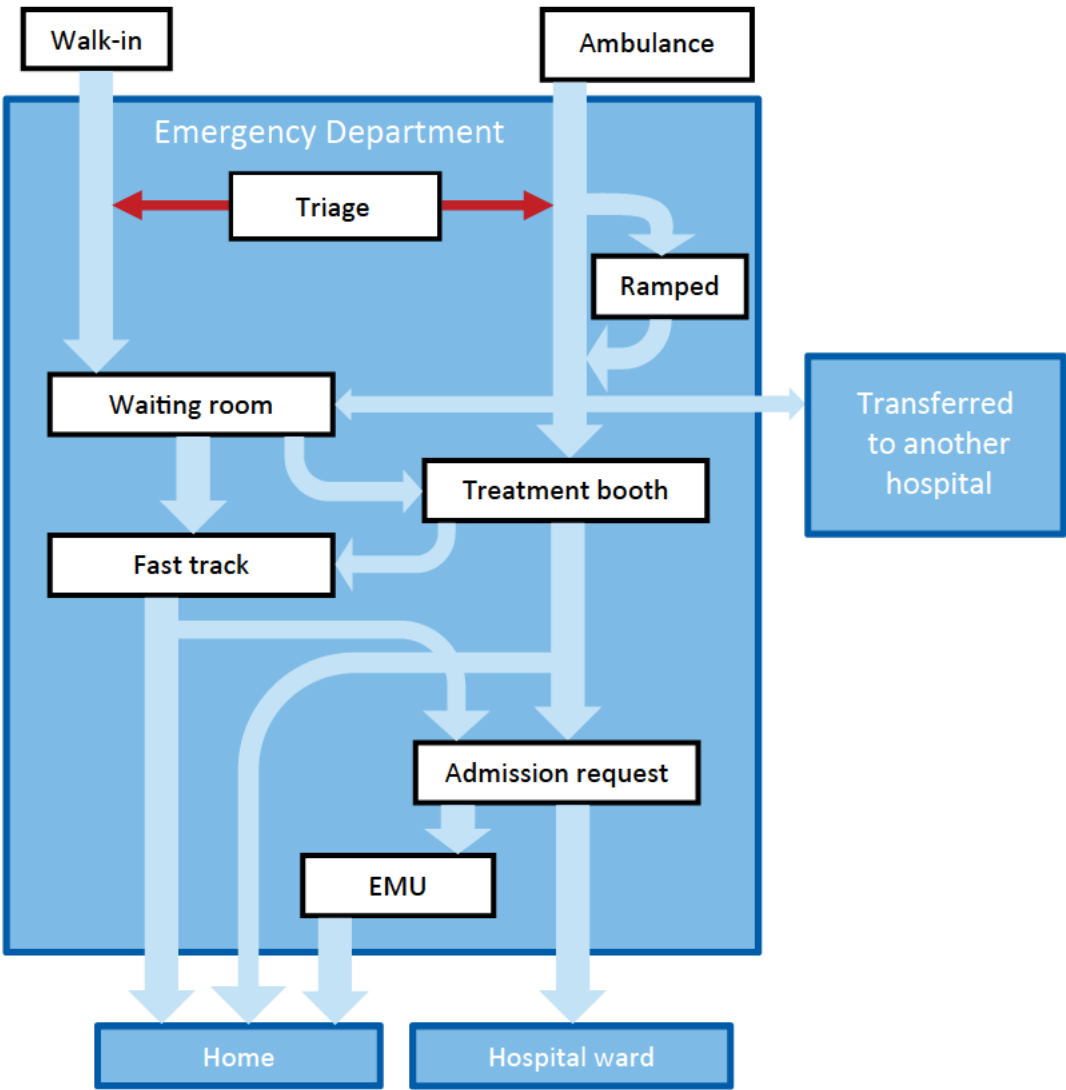 Walk-in
Ambulance
Emergency Department
Triage
Ramped
Waiting room
Transferred
to another
hospital
Treatment booth
Fast track
Admission request
EMU
Home
Hospital ward